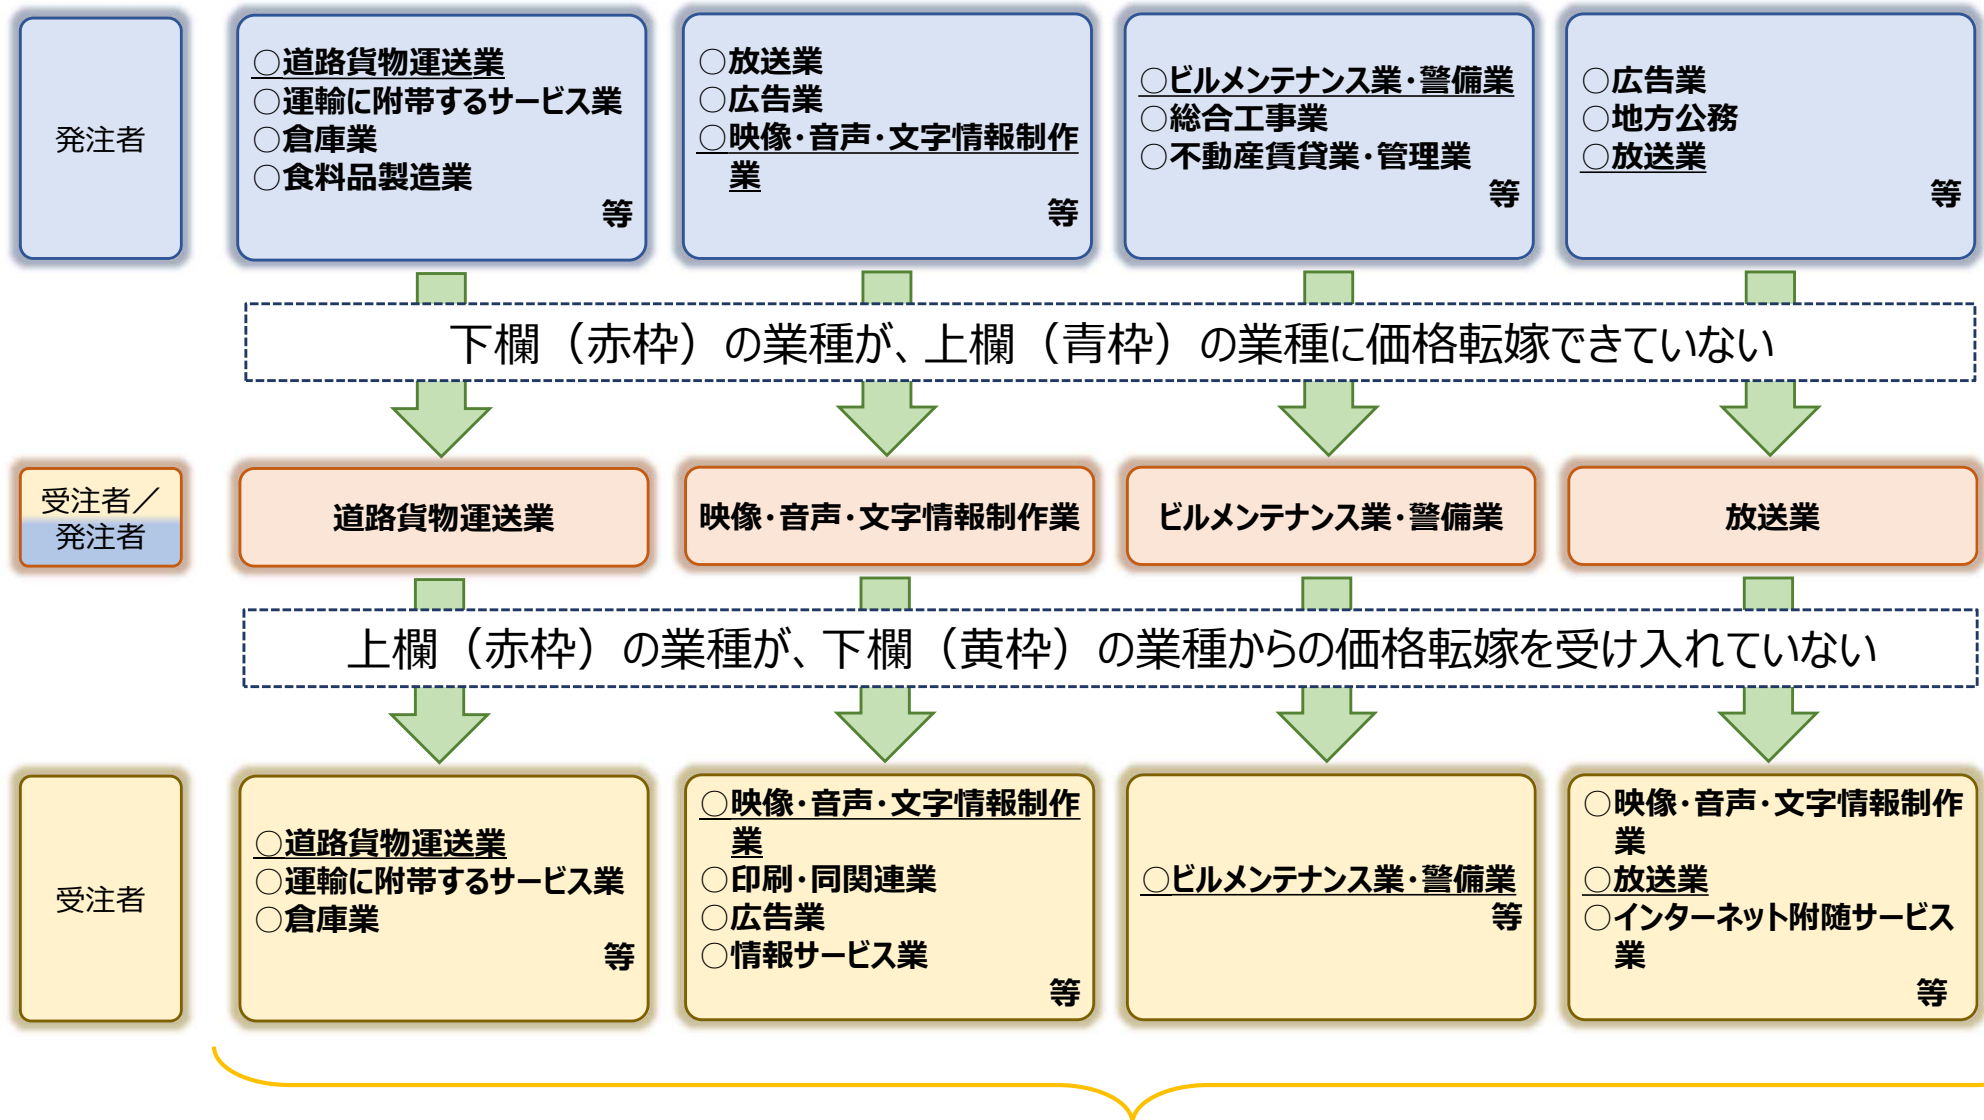 発注者
○道路貨物運送業
○運輸に附帯するサービス業
○倉庫業
○食料品製造業
等
○放送業
○広告業
○映像・音声・文字情報制作
業
等
○ビルメンテナンス業・警備業
○総合工事業
○不動産賃貸業・管理業
等
○広告業
○地方公務
○放送業
等
下欄（赤枠）の業種が、上欄（青枠）の業種に価格転嫁できていない
受注者／
発注者
道路貨物運送業
映像・音声・文字情報制作業
ビルメンテナンス業・警備業
放送業
上欄（赤枠）の業種が、下欄（黄枠）の業種からの価格転嫁を受け入れていない
受注者
○道路貨物運送業
○運輸に附帯するサービス業
○倉庫業
等
○映像・音声・文字情報制作
業
○印刷・同関連業
○広告業
○情報サービス業
等
○ビルメンテナンス業・警備業
等
○映像・音声・文字情報制作
業
○放送業
○インターネット附随サービス
業
等